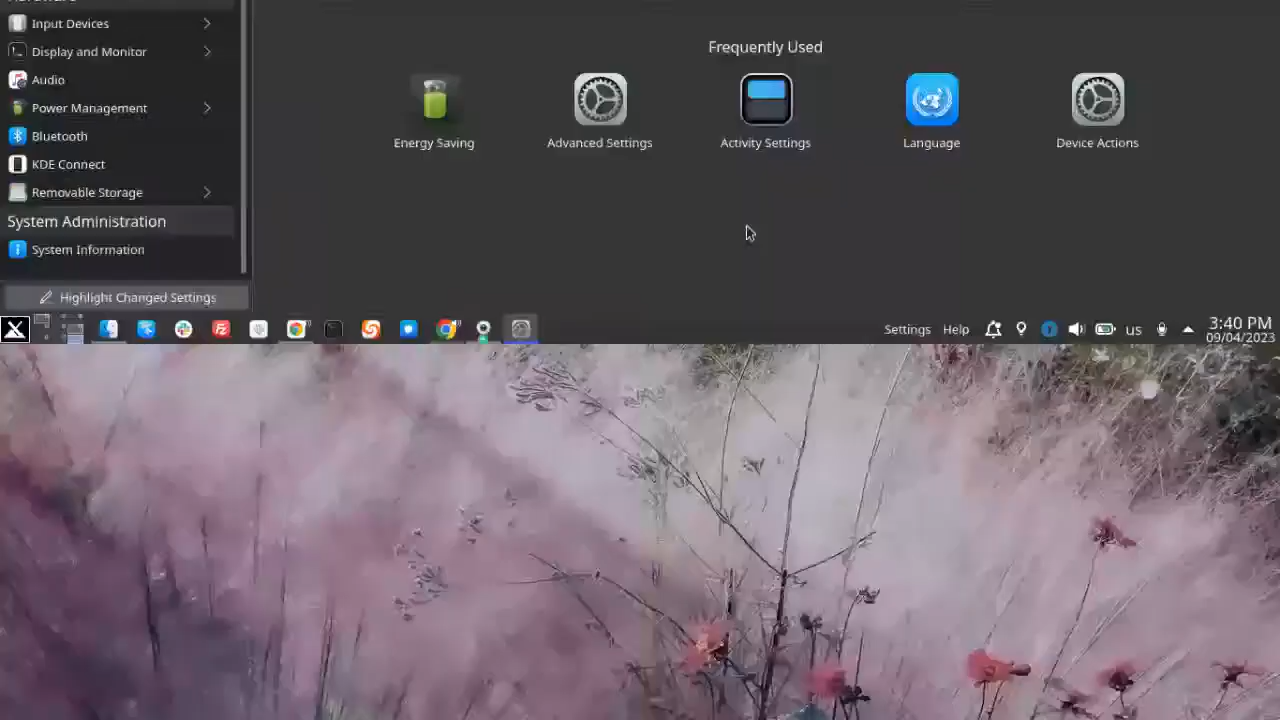 Input Devices
Display and Monitor
Audio
Power Management
Bluetooth
KDE Connect
Removable Storage
System Administration
System Information
Highlight Changed Settings
Frequently Used
Energy Saving
Advanced Settings
Activity Settings
Language
Device Actions
Settings Help
us
3:40 PM
09/04/2023